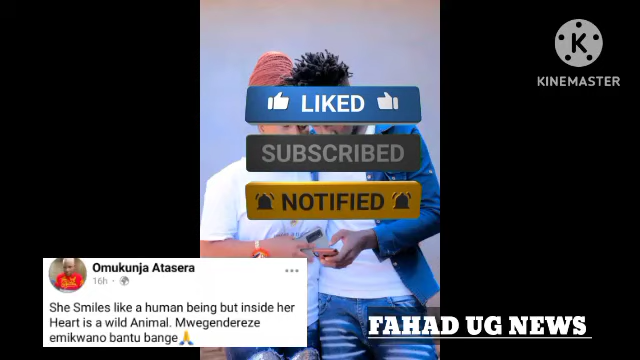 LIKED
SUBSCRIBED
NOTIFIED
K
KINEMASTER
Omukunja Atasera
16h ·
She Smiles like a human being but inside her
Heart is a wild Animal. Mwegendereze
emikwano bantu bange🙏
FAHAD UG NEWS